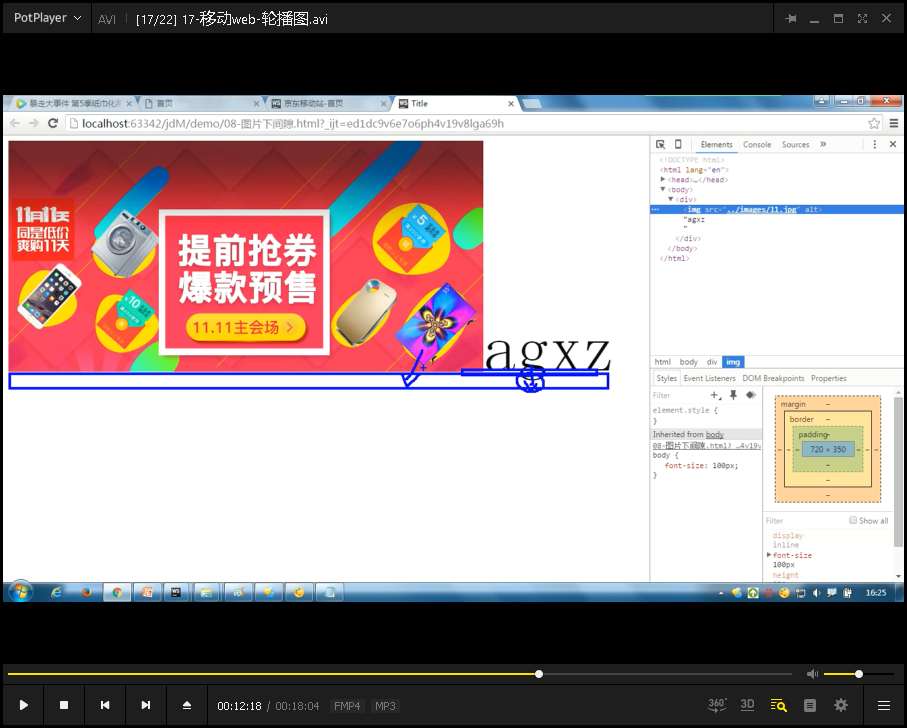 PotPlayer
AVI
[17/22] 17-移动web-轮播图.avi
暴走大事件 第5季纸巾化
首页
京东移动站-首页
Title
localhost:63342/jdM/demo/08-图片下间隙.html?_ijt=ed1dc9v6e7o6ph4v19v8lga69h
11月11天
同是低价
爽购11天
提前抢券
爆款预售
11.11主会场 >
¥5
¥10
agxz
Elements
Console
Sources
»
<!DOCTYPE html>
<html lang="en">
<head>…</head>
<body>
<div>
<img src="../images/11.jpg" alt>
"agxz
"
</div>
</body>
</html>
html body div img
Styles Event Listeners DOM Breakpoints Properties
Filter
element.style {
}
Inherited from body
08-图片下间隙.html? …4v19v
body {
font-size: 100px;
}
margin
border
padding
720 × 350
Filter
Show all
display
inline
font-size
100px
height
16:25
00:12:18 / 00:18:04
FMP4
MP3
360°
3D